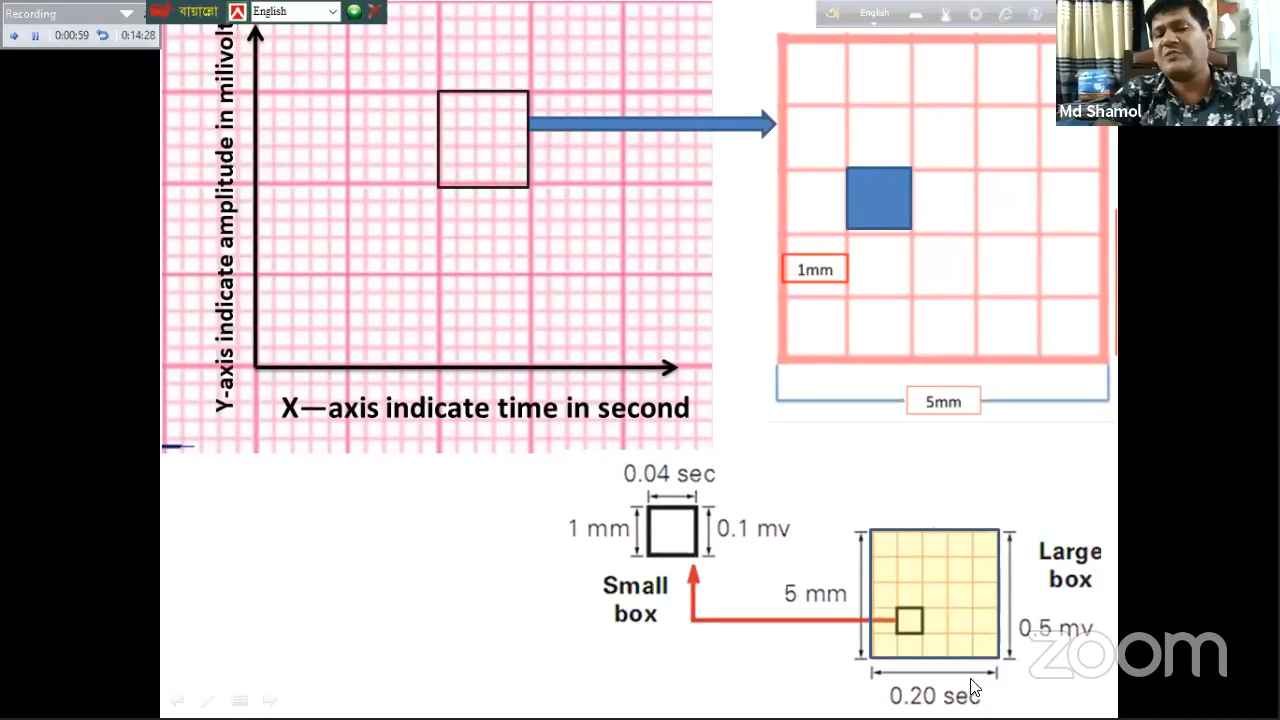 Recording
0:00:59
0:14:28
বায়ান্নো
English
English
Md Shamol
Y-axis indicate amplitude in milivolt
X—axis indicate time in second
1mm
5mm
0.04 sec
1 mm
0.1 mv
Small
box
5 mm
Large
box
0.5 mv
0.20 sec
zoom